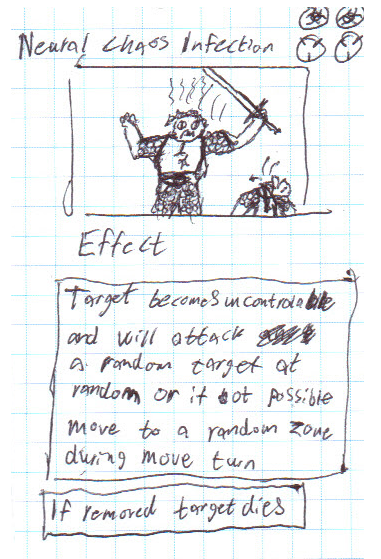 Neural Chaos Infection
Effect
Target becomes uncontrolable
and will attack
a random target at
random or if not possible
move to a random zone
during move turn
If removed target dies